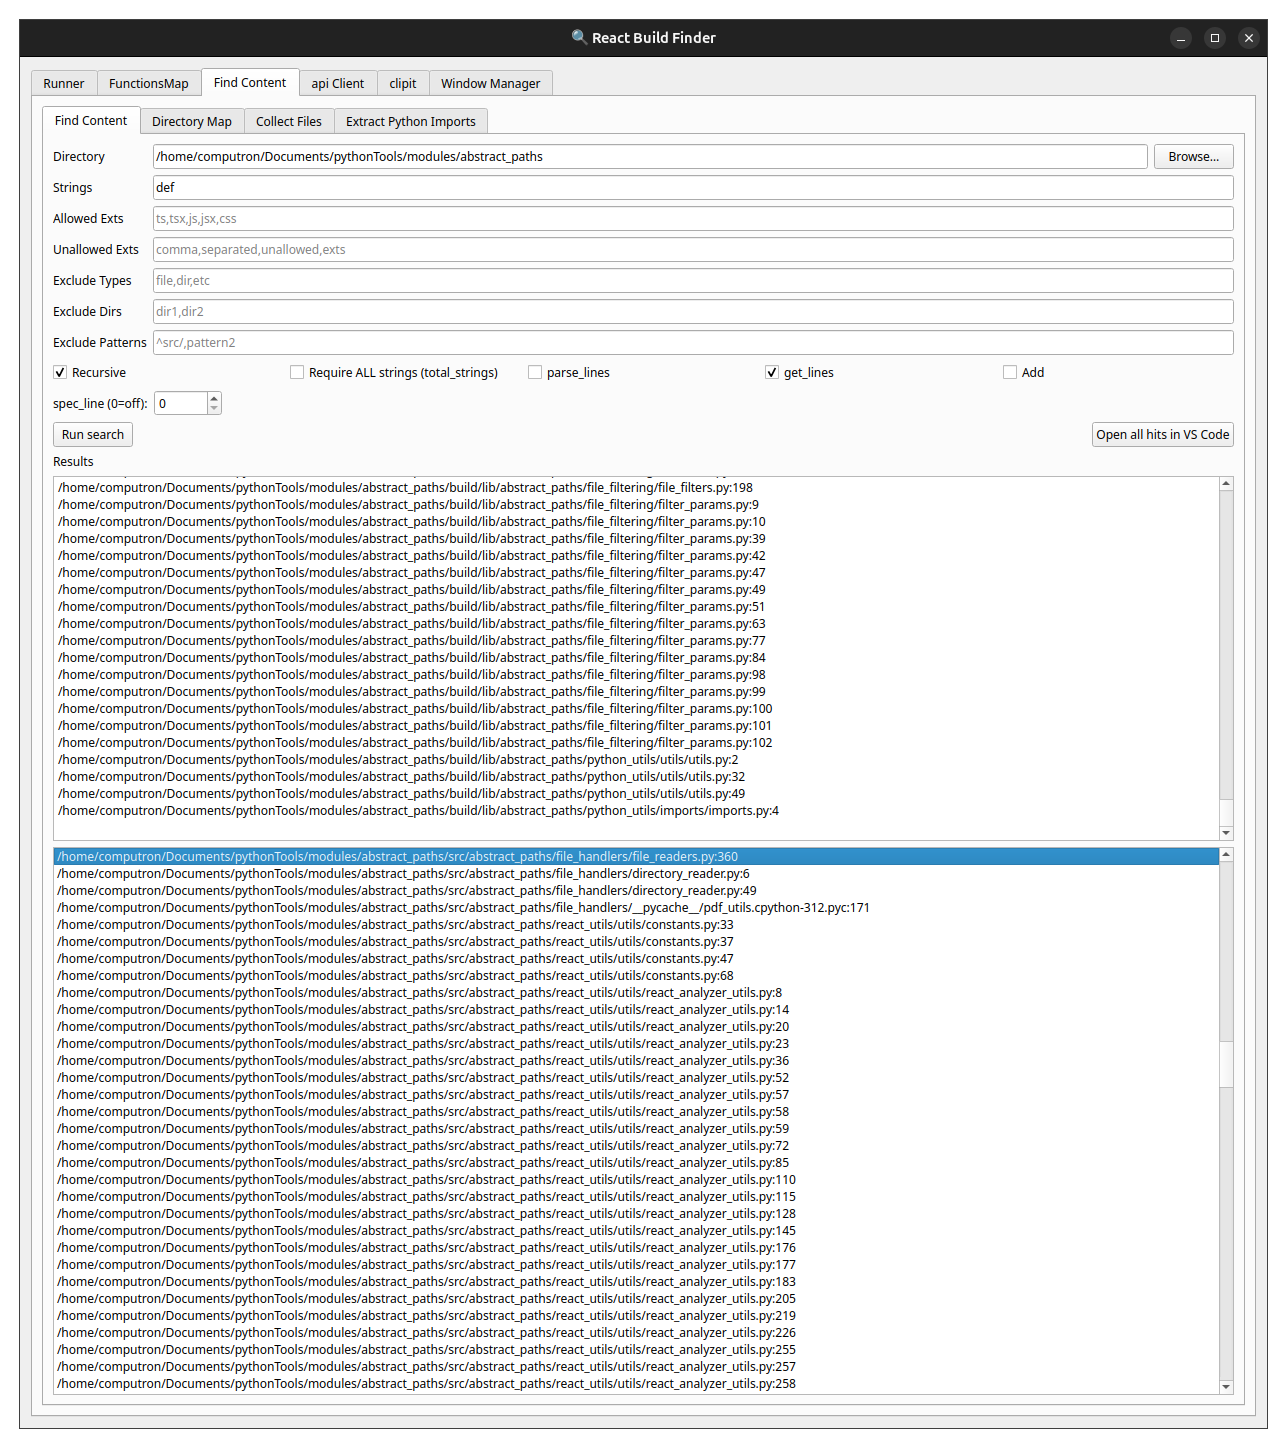 React Build Finder
Runner FunctionsMap Find Content api Client clipit Window Manager
Find Content Directory Map Collect Files Extract Python Imports
Directory /home/computron/Documents/pythonTools/modules/abstract_paths Browse...
Strings def
Allowed Exts ts,tsx,js,jsx,css
Unallowed Exts comma,separated,unallowed,exts
Exclude Types file,dir,etc
Exclude Dirs dir1,dir2
Exclude Patterns ^src/,pattern2
Recursive Require ALL strings (total_strings) parse_lines get_lines Add
spec_line (0=off): 0
Run search Open all hits in VS Code
Results
/home/computron/Documents/pythonTools/modules/abstract_paths/build/lib/abstract_paths/file_filtering/file_filters.py:198
/home/computron/Documents/pythonTools/modules/abstract_paths/build/lib/abstract_paths/file_filtering/filter_params.py:9
/home/computron/Documents/pythonTools/modules/abstract_paths/build/lib/abstract_paths/file_filtering/filter_params.py:10
/home/computron/Documents/pythonTools/modules/abstract_paths/build/lib/abstract_paths/file_filtering/filter_params.py:39
/home/computron/Documents/pythonTools/modules/abstract_paths/build/lib/abstract_paths/file_filtering/filter_params.py:42
/home/computron/Documents/pythonTools/modules/abstract_paths/build/lib/abstract_paths/file_filtering/filter_params.py:47
/home/computron/Documents/pythonTools/modules/abstract_paths/build/lib/abstract_paths/file_filtering/filter_params.py:49
/home/computron/Documents/pythonTools/modules/abstract_paths/build/lib/abstract_paths/file_filtering/filter_params.py:51
/home/computron/Documents/pythonTools/modules/abstract_paths/build/lib/abstract_paths/file_filtering/filter_params.py:63
/home/computron/Documents/pythonTools/modules/abstract_paths/build/lib/abstract_paths/file_filtering/filter_params.py:77
/home/computron/Documents/pythonTools/modules/abstract_paths/build/lib/abstract_paths/file_filtering/filter_params.py:84
/home/computron/Documents/pythonTools/modules/abstract_paths/build/lib/abstract_paths/file_filtering/filter_params.py:98
/home/computron/Documents/pythonTools/modules/abstract_paths/build/lib/abstract_paths/file_filtering/filter_params.py:99
/home/computron/Documents/pythonTools/modules/abstract_paths/build/lib/abstract_paths/file_filtering/filter_params.py:100
/home/computron/Documents/pythonTools/modules/abstract_paths/build/lib/abstract_paths/file_filtering/filter_params.py:101
/home/computron/Documents/pythonTools/modules/abstract_paths/build/lib/abstract_paths/file_filtering/filter_params.py:102
/home/computron/Documents/pythonTools/modules/abstract_paths/build/lib/abstract_paths/python_utils/utils/utils.py:2
/home/computron/Documents/pythonTools/modules/abstract_paths/build/lib/abstract_paths/python_utils/utils/utils.py:32
/home/computron/Documents/pythonTools/modules/abstract_paths/build/lib/abstract_paths/python_utils/utils/utils.py:49
/home/computron/Documents/pythonTools/modules/abstract_paths/build/lib/abstract_paths/python_utils/imports/imports.py:4
/home/computron/Documents/pythonTools/modules/abstract_paths/src/abstract_paths/file_handlers/file_readers.py:360
/home/computron/Documents/pythonTools/modules/abstract_paths/src/abstract_paths/file_handlers/directory_reader.py:6
/home/computron/Documents/pythonTools/modules/abstract_paths/src/abstract_paths/file_handlers/directory_reader.py:49
/home/computron/Documents/pythonTools/modules/abstract_paths/src/abstract_paths/file_handlers/__pycache__/pdf_utils.cpython-312.pyc:171
/home/computron/Documents/pythonTools/modules/abstract_paths/src/abstract_paths/react_utils/utils/constants.py:33
/home/computron/Documents/pythonTools/modules/abstract_paths/src/abstract_paths/react_utils/utils/constants.py:37
/home/computron/Documents/pythonTools/modules/abstract_paths/src/abstract_paths/react_utils/utils/constants.py:47
/home/computron/Documents/pythonTools/modules/abstract_paths/src/abstract_paths/react_utils/utils/constants.py:68
/home/computron/Documents/pythonTools/modules/abstract_paths/src/abstract_paths/react_utils/utils/react_analyzer_utils.py:8
/home/computron/Documents/pythonTools/modules/abstract_paths/src/abstract_paths/react_utils/utils/react_analyzer_utils.py:14
/home/computron/Documents/pythonTools/modules/abstract_paths/src/abstract_paths/react_utils/utils/react_analyzer_utils.py:20
/home/computron/Documents/pythonTools/modules/abstract_paths/src/abstract_paths/react_utils/utils/react_analyzer_utils.py:23
/home/computron/Documents/pythonTools/modules/abstract_paths/src/abstract_paths/react_utils/utils/react_analyzer_utils.py:36
/home/computron/Documents/pythonTools/modules/abstract_paths/src/abstract_paths/react_utils/utils/react_analyzer_utils.py:52
/home/computron/Documents/pythonTools/modules/abstract_paths/src/abstract_paths/react_utils/utils/react_analyzer_utils.py:57
/home/computron/Documents/pythonTools/modules/abstract_paths/src/abstract_paths/react_utils/utils/react_analyzer_utils.py:58
/home/computron/Documents/pythonTools/modules/abstract_paths/src/abstract_paths/react_utils/utils/react_analyzer_utils.py:59
/home/computron/Documents/pythonTools/modules/abstract_paths/src/abstract_paths/react_utils/utils/react_analyzer_utils.py:72
/home/computron/Documents/pythonTools/modules/abstract_paths/src/abstract_paths/react_utils/utils/react_analyzer_utils.py:85
/home/computron/Documents/pythonTools/modules/abstract_paths/src/abstract_paths/react_utils/utils/react_analyzer_utils.py:110
/home/computron/Documents/pythonTools/modules/abstract_paths/src/abstract_paths/react_utils/utils/react_analyzer_utils.py:115
/home/computron/Documents/pythonTools/modules/abstract_paths/src/abstract_paths/react_utils/utils/react_analyzer_utils.py:128
/home/computron/Documents/pythonTools/modules/abstract_paths/src/abstract_paths/react_utils/utils/react_analyzer_utils.py:145
/home/computron/Documents/pythonTools/modules/abstract_paths/src/abstract_paths/react_utils/utils/react_analyzer_utils.py:176
/home/computron/Documents/pythonTools/modules/abstract_paths/src/abstract_paths/react_utils/utils/react_analyzer_utils.py:177
/home/computron/Documents/pythonTools/modules/abstract_paths/src/abstract_paths/react_utils/utils/react_analyzer_utils.py:183
/home/computron/Documents/pythonTools/modules/abstract_paths/src/abstract_paths/react_utils/utils/react_analyzer_utils.py:205
/home/computron/Documents/pythonTools/modules/abstract_paths/src/abstract_paths/react_utils/utils/react_analyzer_utils.py:219
/home/computron/Documents/pythonTools/modules/abstract_paths/src/abstract_paths/react_utils/utils/react_analyzer_utils.py:226
/home/computron/Documents/pythonTools/modules/abstract_paths/src/abstract_paths/react_utils/utils/react_analyzer_utils.py:255
/home/computron/Documents/pythonTools/modules/abstract_paths/src/abstract_paths/react_utils/utils/react_analyzer_utils.py:257
/home/computron/Documents/pythonTools/modules/abstract_paths/src/abstract_paths/react_utils/utils/react_analyzer_utils.py:258